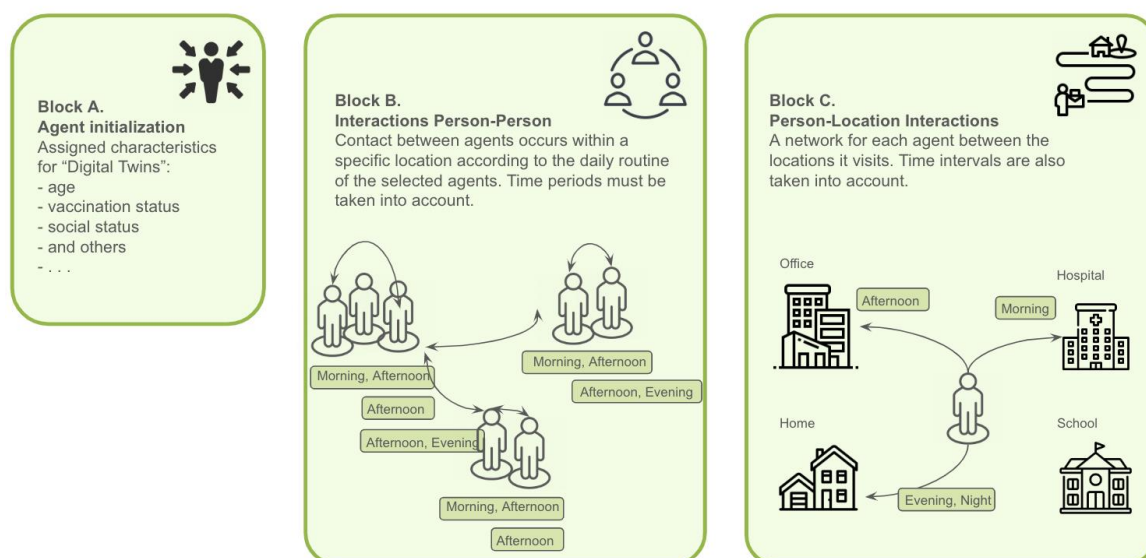 Block A.
Agent initialization
Assigned characteristics
for “Digital Twins”:
- age
- vaccination status
- social status
- and others
- . . .
Block B.
Interactions Person-Person
Contact between agents occurs within a
specific location according to the daily routine
of the selected agents. Time periods must be
taken into account.
Morning, Afternoon
Afternoon
Afternoon, Evening
Morning, Afternoon
Afternoon, Evening
Morning, Afternoon
Afternoon
Block C.
Person-Location Interactions
A network for each agent between the
locations it visits. Time intervals are also
taken into account.
Office
Afternoon
Hospital
Morning
Home
School
Evening, Night